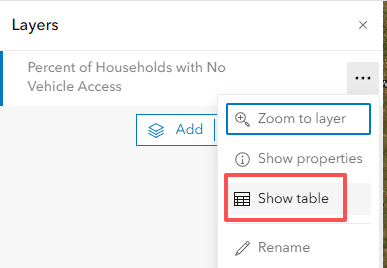 Layers
Percent of Households with No
Vehicle Access
Add
Zoom to layer
Show properties
Show table
Rename